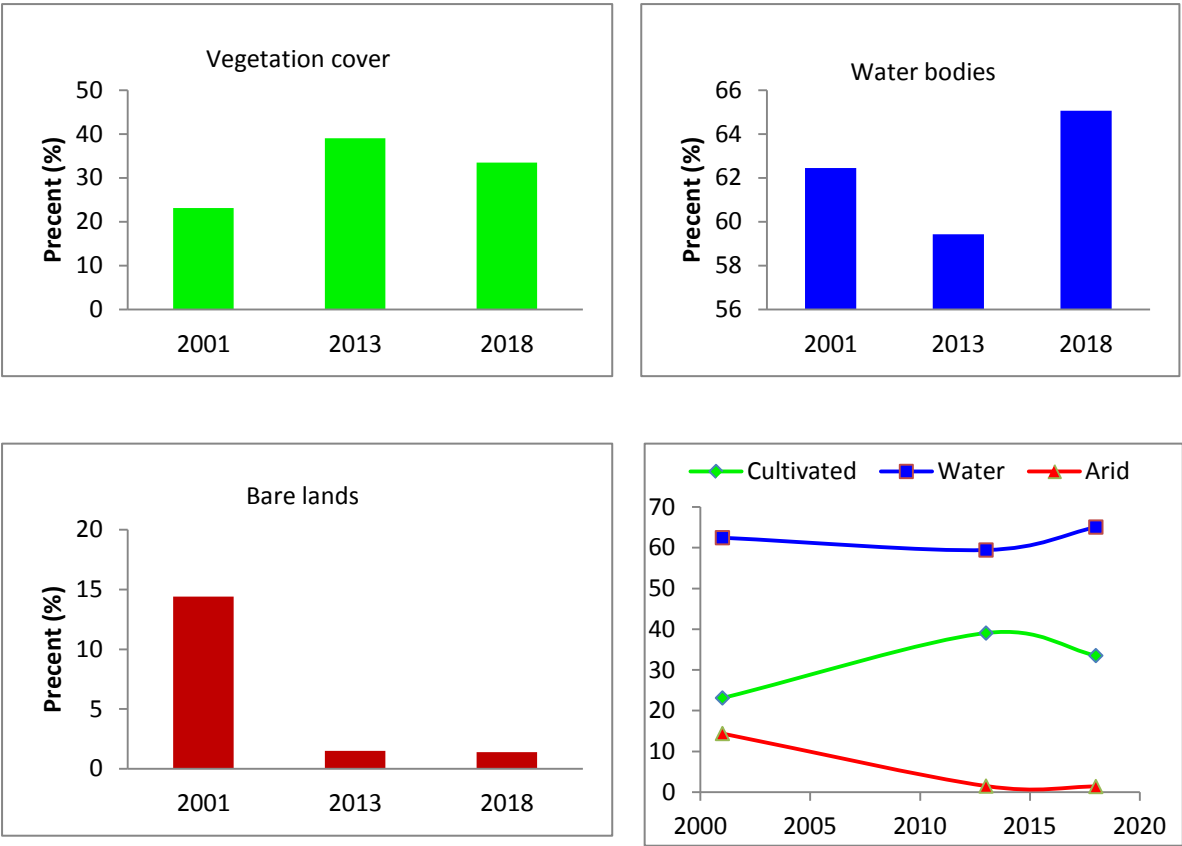 Vegetation cover
Precent (%)
50
40
30
20
10
0
2001 2013 2018
Water bodies
Precent (%)
66
64
62
60
58
56
2001 2013 2018
Bare lands
Precent (%)
20
15
10
5
0
2001 2013 2018
Cultivated Water Arid
70
60
50
40
30
20
10
0
2000 2005 2010 2015 2020